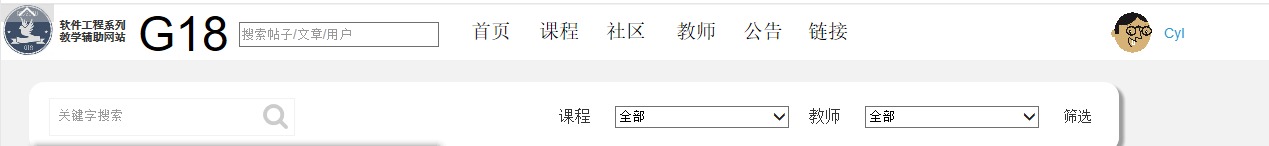 软件工程系列
教学辅助网站
G18
G18
搜索帖子/文章/用户
首页 课程 社区 教师 公告 链接
Cyl
关键字搜索
课程 全部 教师 全部 筛选